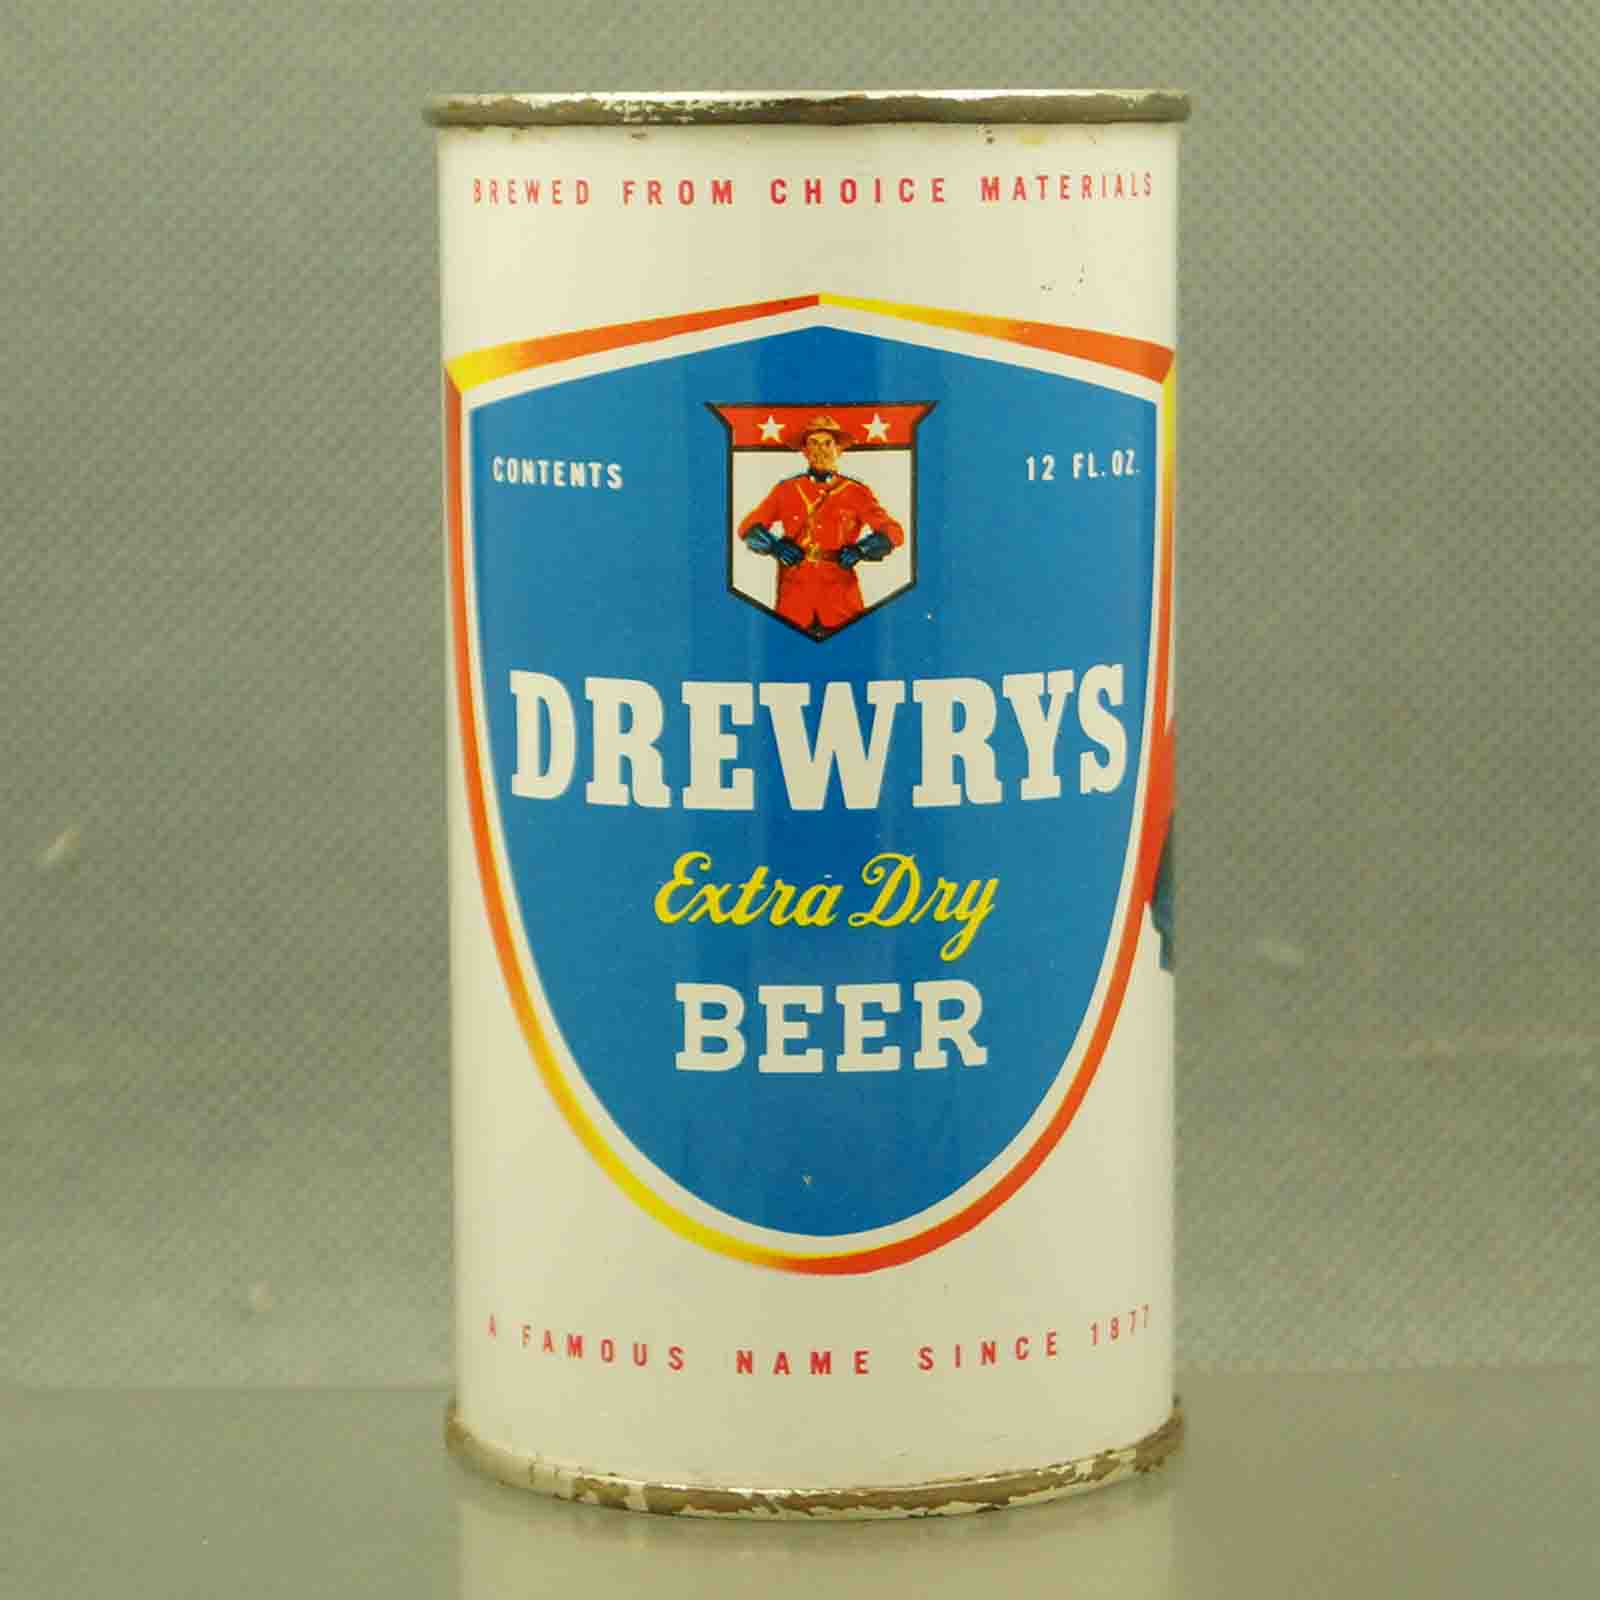 BREWED FROM CHOICE MATERIALS
CONTENTS
12 FL. OZ.
DREWRYS
Extra Dry
BEER
A FAMOUS NAME SINCE 1877